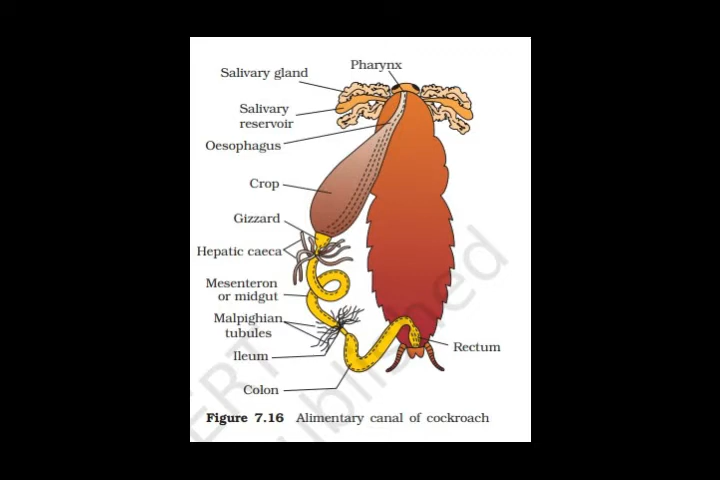 Pharynx
Salivary gland
Salivary
reservoir
Oesophagus
Crop
Gizzard
Hepatic caeca
Mesenteron
or midgut
Malpighian
tubules
Ileum
Rectum
Colon
Figure 7.16 Alimentary canal of cockroach